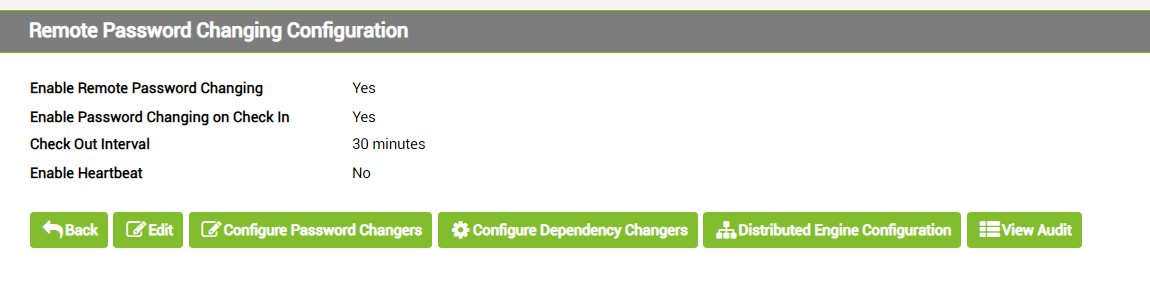 Remote Password Changing Configuration
Enable Remote Password Changing Yes
Enable Password Changing on Check In Yes
Check Out Interval 30 minutes
Enable Heartbeat No
Back Edit Configure Password Changers Configure Dependency Changers Distributed Engine Configuration View Audit